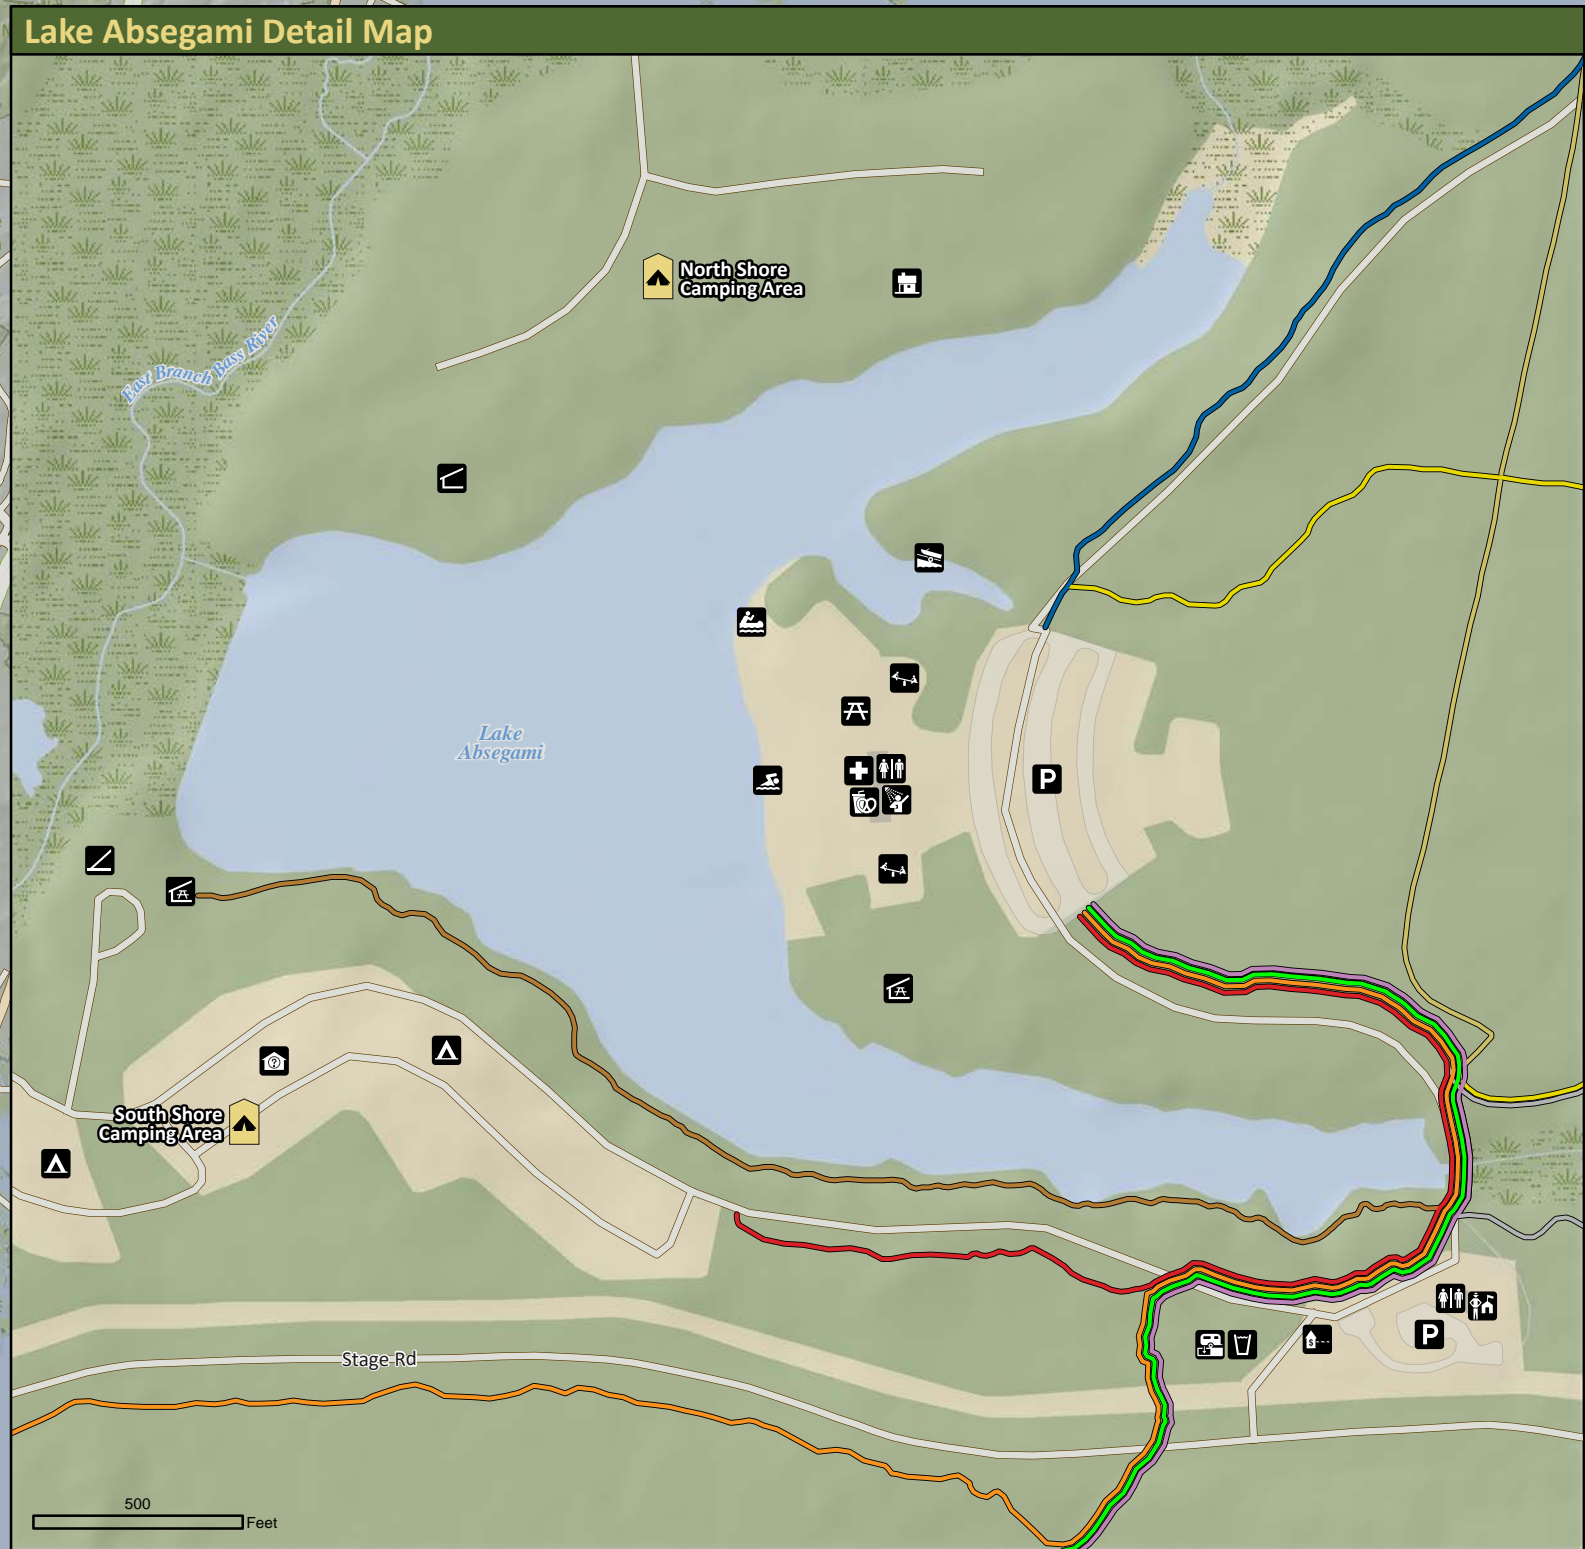 Lake Absegami Detail Map
North Shore
Camping Area
East Branch Bass River
Lake
Absegami
P
?
South Shore
Camping Area
$
P
Stage Rd
500
Feet